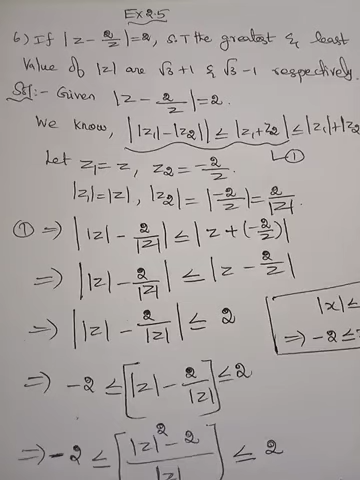 Ex 2.5
6) If |z - 2/z| = 2, S.T the greatest & least
value of |z| are √3+1 & √3-1 respectively.
Sol:- Given |z - 2/z| = 2.
We know, ||z₁| - |z₂|| ≤ |z₁+z₂| ≤ |z₁|+|z₂
①
Let z₁ = z, z₂ = -2/z.
|z₁| = |z|, |z₂| = |-2/z| = 2/|z|.
① ⇒ ||z| - 2/|z|| ≤ |z + (-2/z)|
⇒ ||z| - 2/|z|| ≤ |z - 2/z|
⇒ ||z| - 2/|z|| ≤ 2
|x| ≤
⇒ -2 ≤
⇒ -2 ≤ [|z| - 2/|z|] ≤ 2
⇒ -2 ≤ [(|z|² - 2)/|z|] ≤ 2